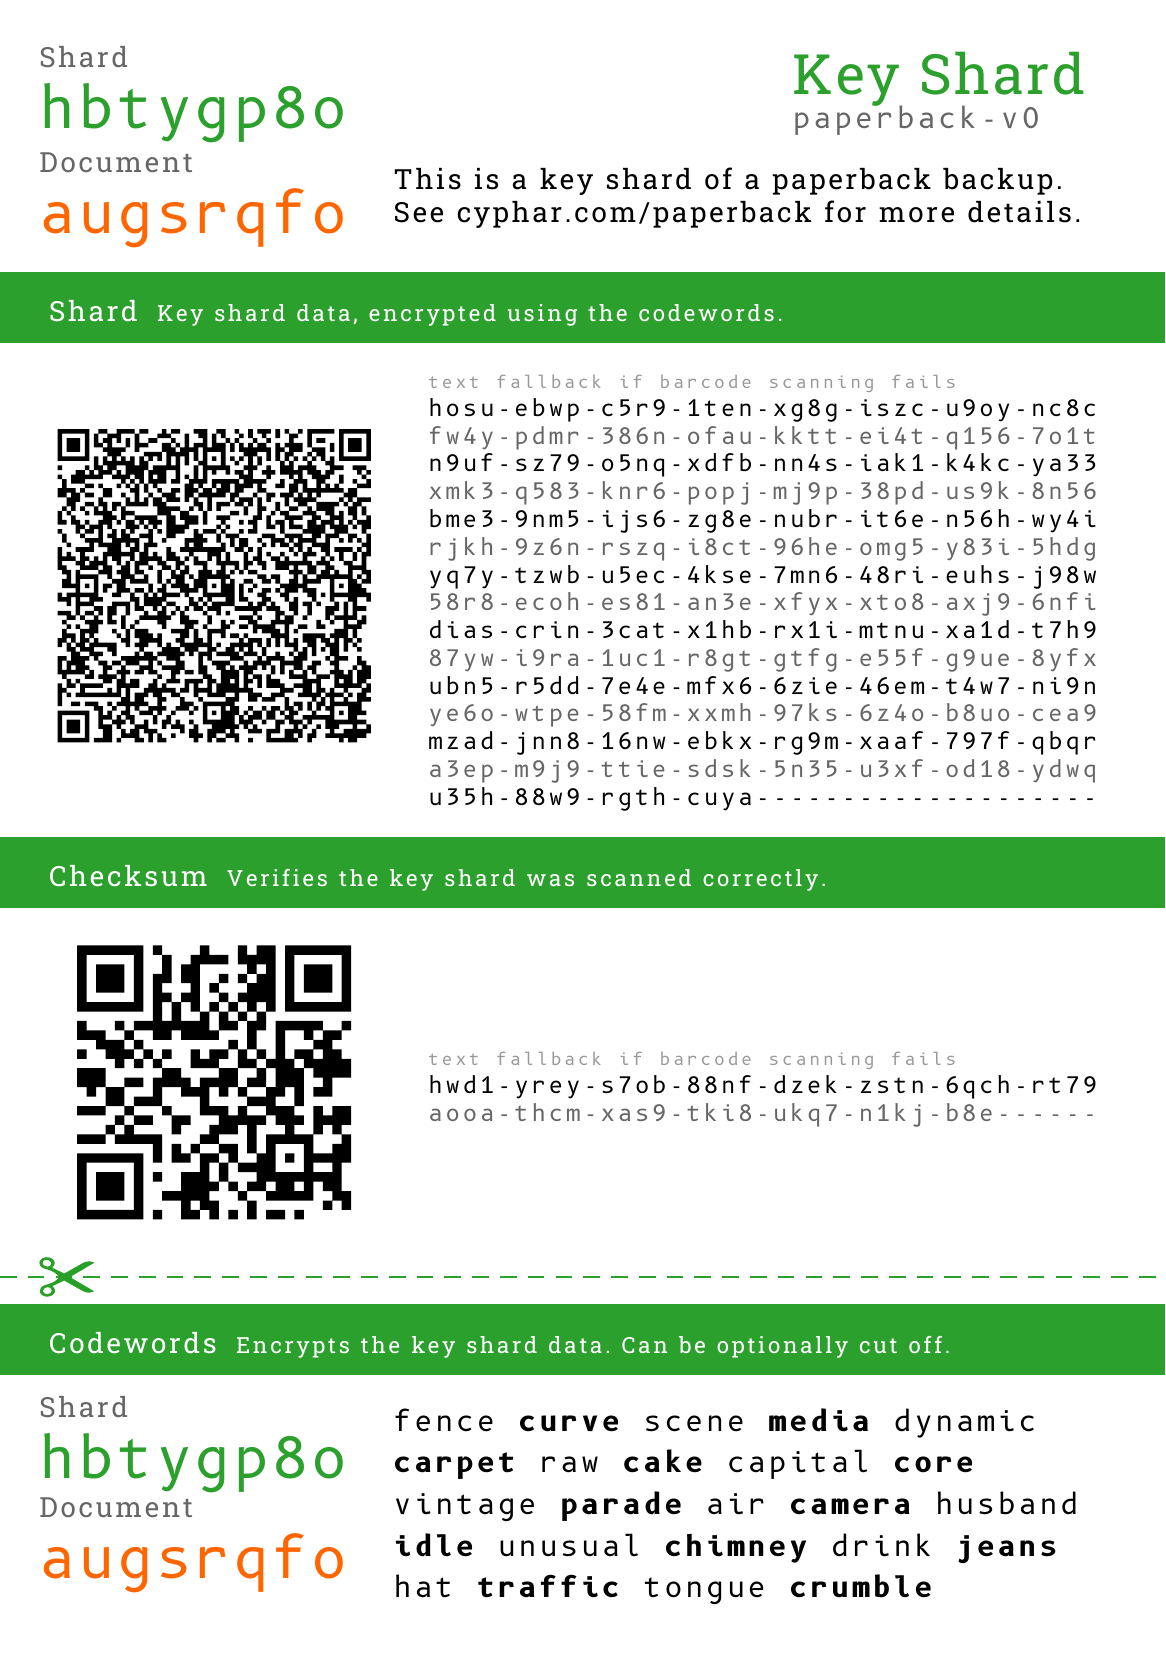 Shard
hbtygp8o
Document
augsrqfo
Key Shard
paperback-v0
This is a key shard of a paperback backup.
See cyphar.com/paperback for more details.
Shard Key shard data, encrypted using the codewords.
text fallback if barcode scanning fails
hosu-ebwp-c5r9-1ten-xg8g-iszc-u9oy-nc8c
fw4y-pdmr-386n-ofau-kktt-ei4t-q156-7o1t
n9uf-sz79-o5nq-xdfb-nn4s-iak1-k4kc-ya33
xmk3-q583-knr6-popj-mj9p-38pd-us9k-8n56
bme3-9nm5-ijs6-zg8e-nubr-it6e-n56h-wy4i
rjkh-9z6n-rszq-i8ct-96he-omg5-y83i-5hdg
yq7y-tzwb-u5ec-4kse-7mn6-48ri-euhs-j98w
58r8-ecoh-es81-an3e-xfyx-xto8-axj9-6nfi
dias-crin-3cat-x1hb-rx1i-mtnu-xa1d-t7h9
87yw-i9ra-1uc1-r8gt-gtfg-e55f-g9ue-8yfx
ubn5-r5dd-7e4e-mfx6-6zie-46em-t4w7-ni9n
ye6o-wtpe-58fm-xxmh-97ks-6z4o-b8uo-cea9
mzad-jnn8-16nw-ebkx-rg9m-xaaf-797f-qbqr
a3ep-m9j9-ttie-sdsk-5n35-u3xf-od18-ydwq
u35h-88w9-rgth-cuya--------------------
Checksum Verifies the key shard was scanned correctly.
text fallback if barcode scanning fails
hwd1-yrey-s7ob-88nf-dzek-zstn-6qch-rt79
aooa-thcm-xas9-tki8-ukq7-n1kj-b8e------
Codewords Encrypts the key shard data. Can be optionally cut off.
Shard
hbtygp8o
Document
augsrqfo
fence curve scene media dynamic
carpet raw cake capital core
vintage parade air camera husband
idle unusual chimney drink jeans
hat traffic tongue crumble